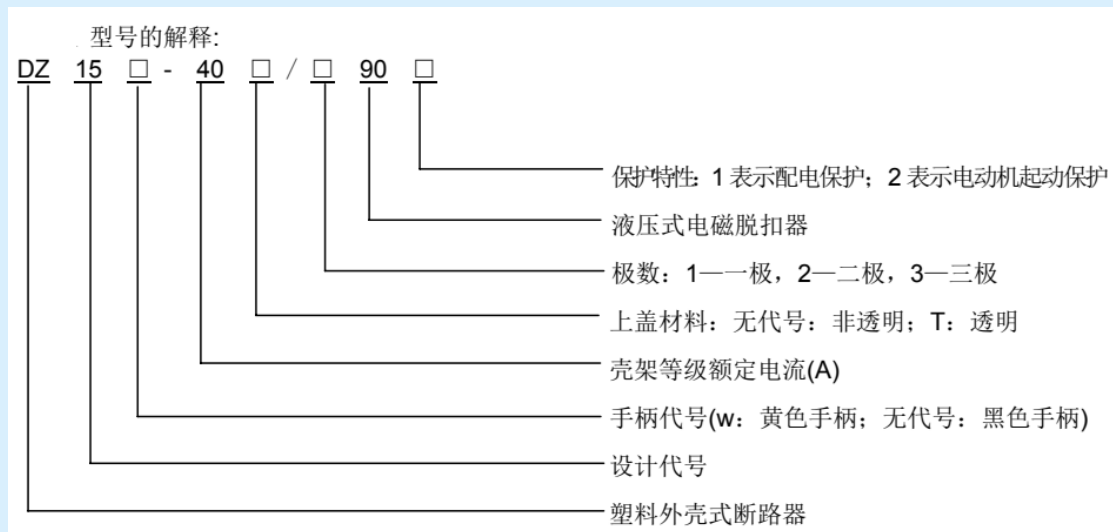 型号的解释:
DZ 15 □ - 40 □ / □ 90 □
保护特性：1 表示配电保护；2 表示电动机起动保护
液压式电磁脱扣器
极数：1—一极，2—二极，3—三极
上盖材料：无代号：非透明；T：透明
壳架等级额定电流(A)
手柄代号(w：黄色手柄；无代号：黑色手柄)
设计代号
塑料外壳式断路器